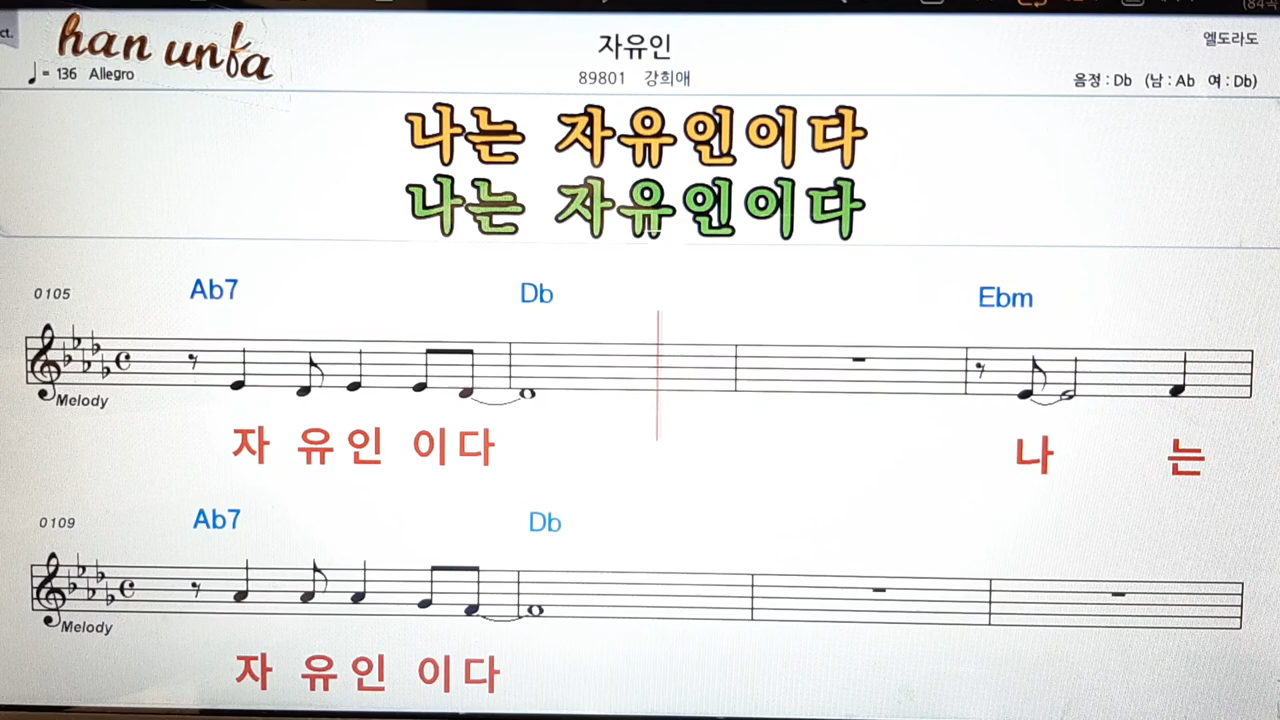 ct.
han unfa
♩= 136 Allegro
자유인
89801 강희애
엘도라도
음정 : Db (남 : Ab 여 : Db)
나는 자유인이다
나는 자유인이다
0105
Ab7 Db Ebm
Melody
자 유 인 이 다 나 는
0109
Ab7 Db
Melody
자 유 인 이 다